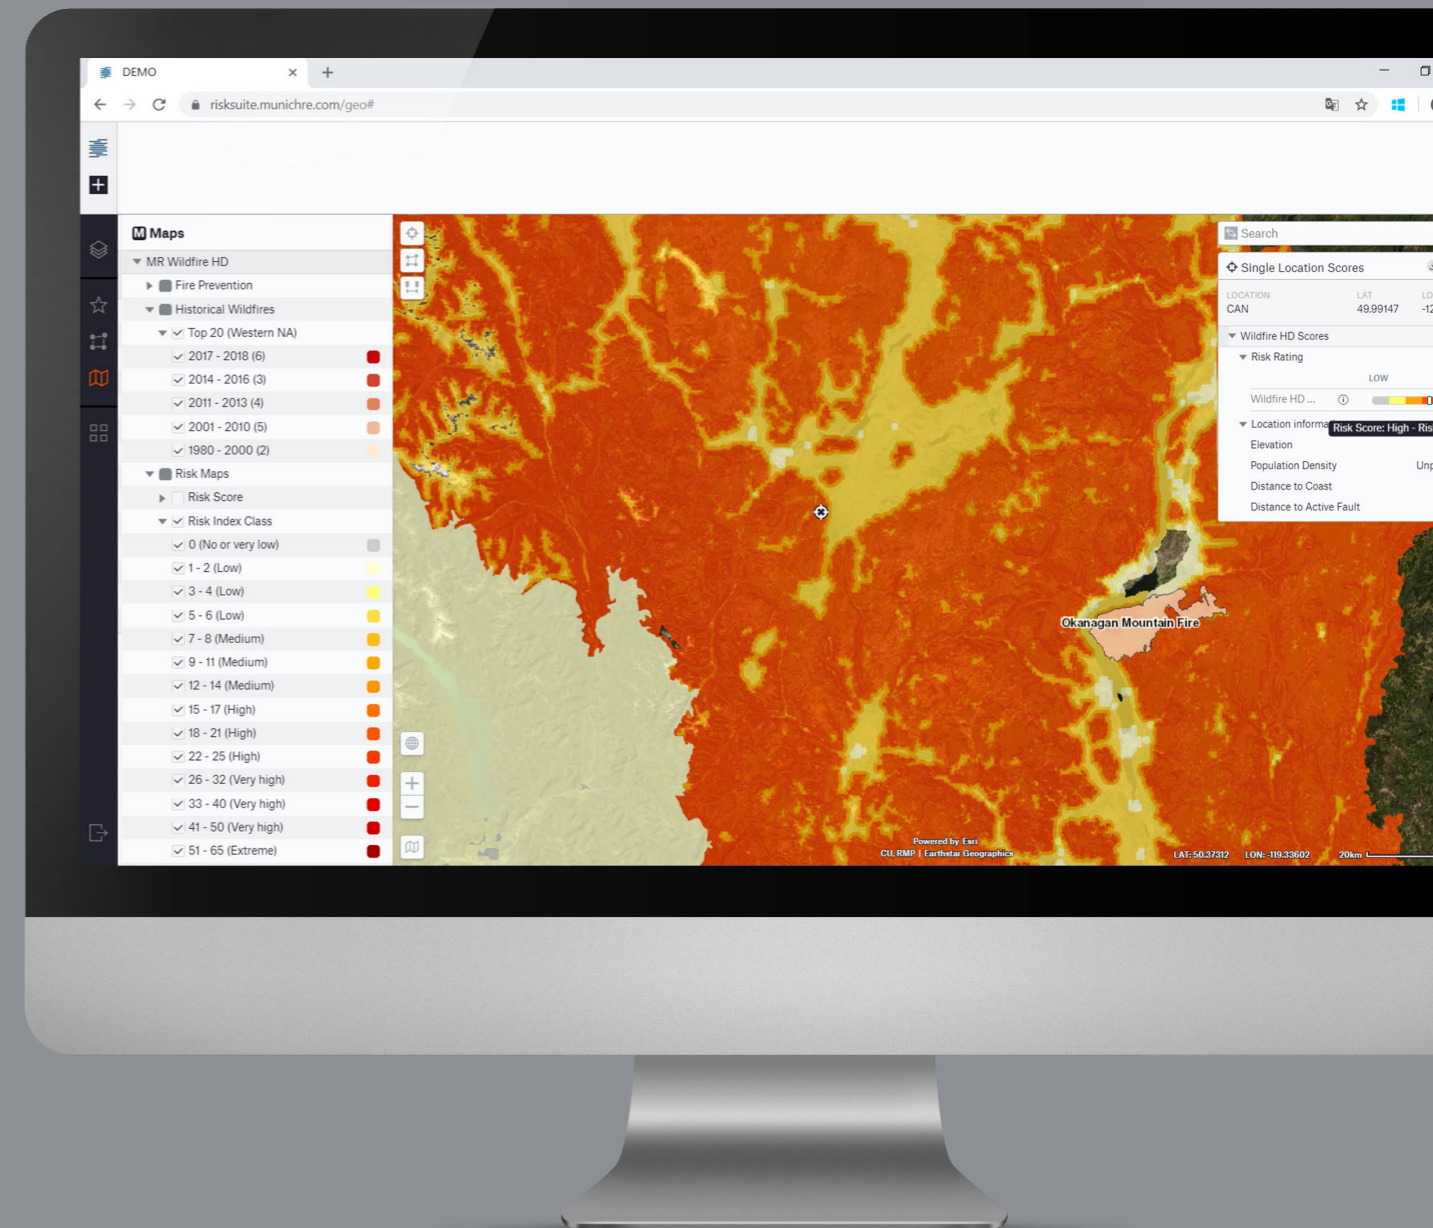 DEMO
risksuite.munichre.com/geo#
M Maps
MR Wildfire HD
Fire Prevention
Historical Wildfires
Top 20 (Western NA)
2017 - 2018 (6)
2014 - 2016 (3)
2011 - 2013 (4)
2001 - 2010 (5)
1980 - 2000 (2)
Risk Maps
Risk Score
Risk Index Class
0 (No or very low)
1 - 2 (Low)
3 - 4 (Low)
5 - 6 (Low)
7 - 8 (Medium)
9 - 11 (Medium)
12 - 14 (Medium)
15 - 17 (High)
18 - 21 (High)
22 - 25 (High)
26 - 32 (Very high)
33 - 40 (Very high)
41 - 50 (Very high)
51 - 65 (Extreme)
Okanagan Mountain Fire
Powered by Esri
CU, RMP | Earthstar Geographics
LAT: 50.37312 LON: -119.33602 20km
Search
Single Location Scores
LOCATION LAT LO
CAN 49.99147 -12
Wildfire HD Scores
Risk Rating
LOW
Wildfire HD ...
Location informa
Risk Score: High - Ris
Elevation
Population Density Unp
Distance to Coast
Distance to Active Fault